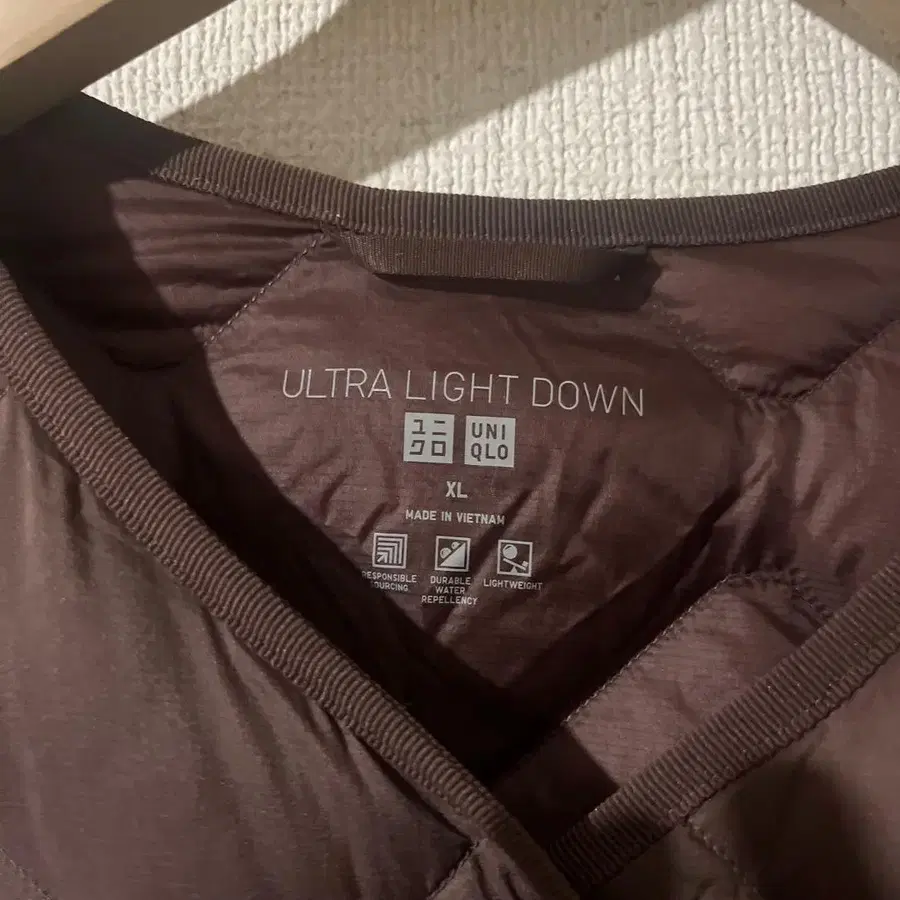 ULTRA LIGHT DOWN
ユニ UNI
クロ QLO
XL
MADE IN VIETNAM
RESPONSIBLE DURABLE LIGHTWEIGHT
SOURCING WATER
REPELLENCY